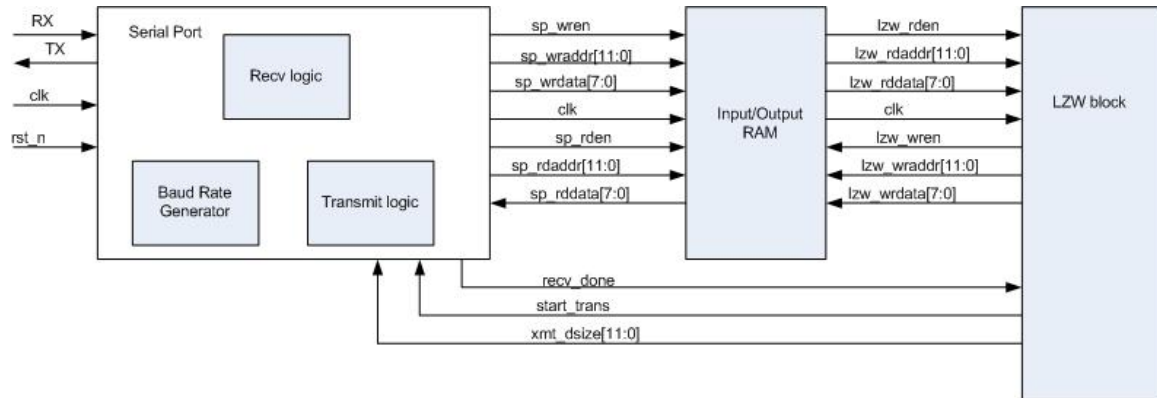 RX
TX
clk
rst_n
Serial Port
Recv logic
Baud Rate
Generator
Transmit logic
sp_wren
sp_wraddr[11:0]
sp_wrdata[7:0]
clk
sp_rden
sp_rdaddr[11:0]
sp_rddata[7:0]
Input/Output
RAM
lzw_rden
lzw_rdaddr[11:0]
lzw_rddata[7:0]
clk
lzw_wren
lzw_wraddr[11:0]
lzw_wrdata[7:0]
LZW block
recv_done
start_trans
xmt_dsize[11:0]